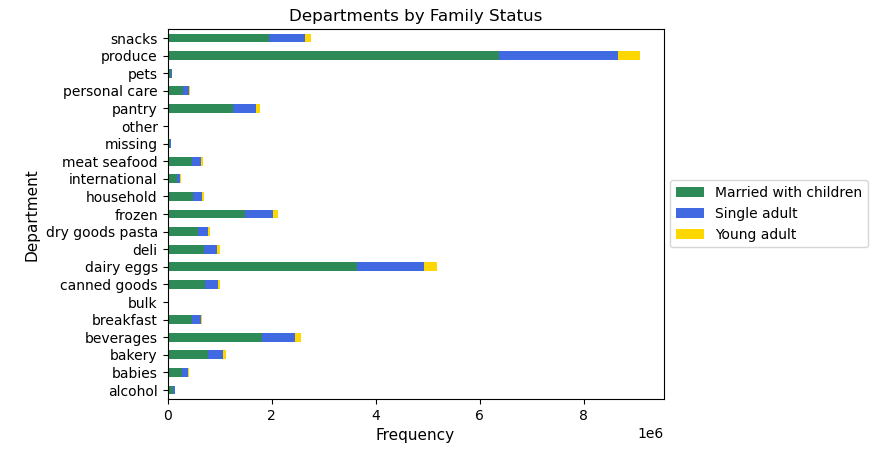 Departments by Family Status
snacks
produce
pets
personal care
pantry
other
missing
meat seafood
international
household
frozen
dry goods pasta
deli
dairy eggs
canned goods
bulk
breakfast
beverages
bakery
babies
alcohol
Department
0 2 4 6 8
1e6
Frequency
Married with children
Single adult
Young adult